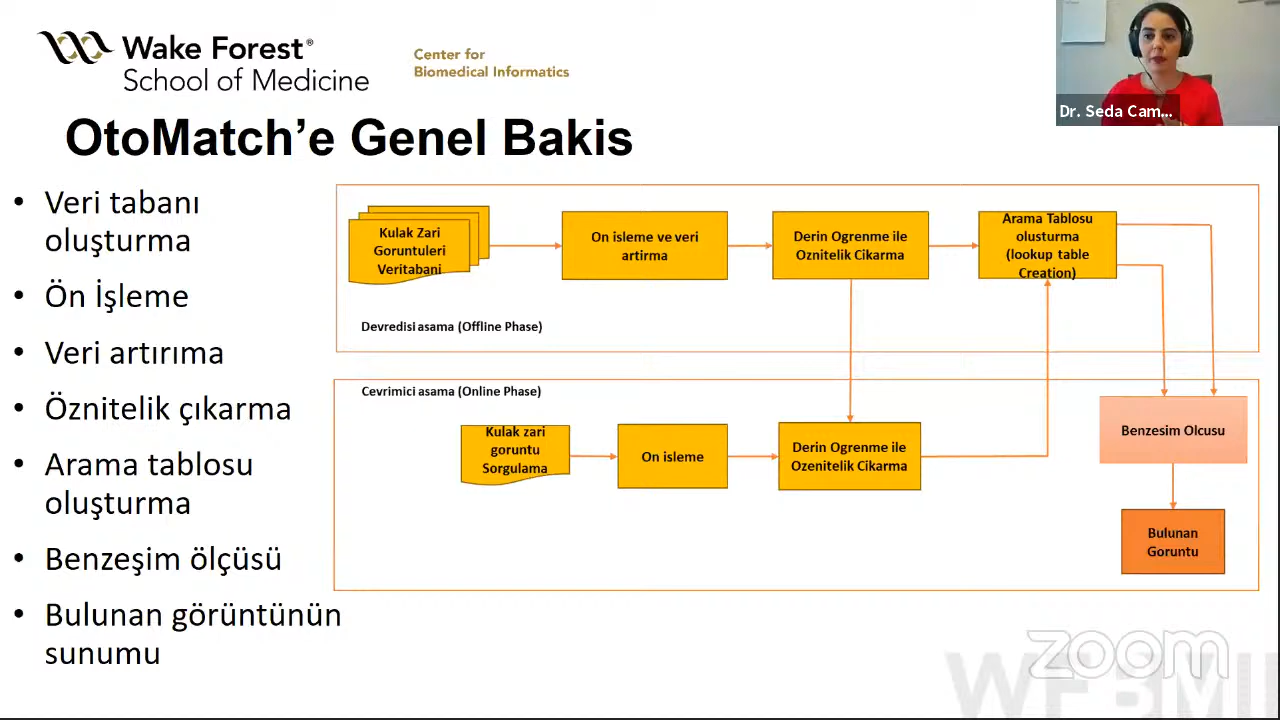 Wake Forest®
School of Medicine
Center for
Biomedical Informatics
Dr. Seda Cam...
OtoMatch’e Genel Bakis
• Veri tabanı
oluşturma
• Ön İşleme
• Veri artırıma
• Öznitelik çıkarma
• Arama tablosu
oluşturma
• Benzeşim ölçüsü
• Bulunan görüntünün
sunumu
Kulak Zari
Goruntuleri
Veritabani
On isleme ve veri
artirma
Derin Ogrenme ile
Oznitelik Cikarma
Arama Tablosu
olusturma
(lookup table
Creation)
Devredisi asama (Offline Phase)
Cevrimici asama (Online Phase)
Kulak zari
goruntu
Sorgulama
On isleme
Derin Ogrenme ile
Ozenitelik Cikarma
Benzesim Olcusu
Bulunan
Goruntu
zoom
WFBMI